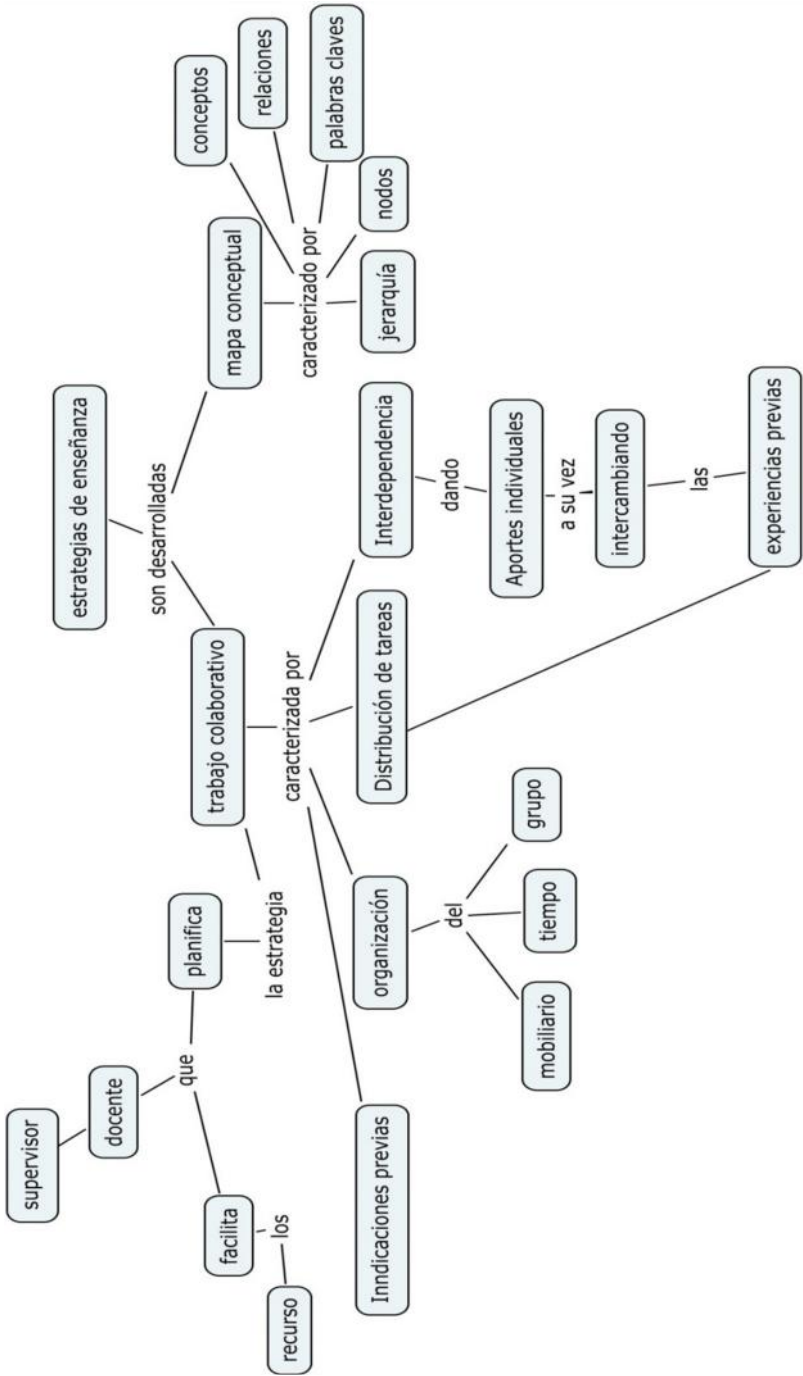 estrategias de enseñanza
son desarrolladas
trabajo colaborativo
mapa conceptual
supervisor
docente
que
planifica
la estrategia
facilita
los
recurso
caracterizada por
Inndicaciones previas
organización
del
mobiliario
tiempo
grupo
Distribución de tareas
Interdependencia
dando
Aportes individuales
a su vez
intercambiando
las
experiencias previas
caracterizado por
jerarquía
nodos
palabras claves
relaciones
conceptos